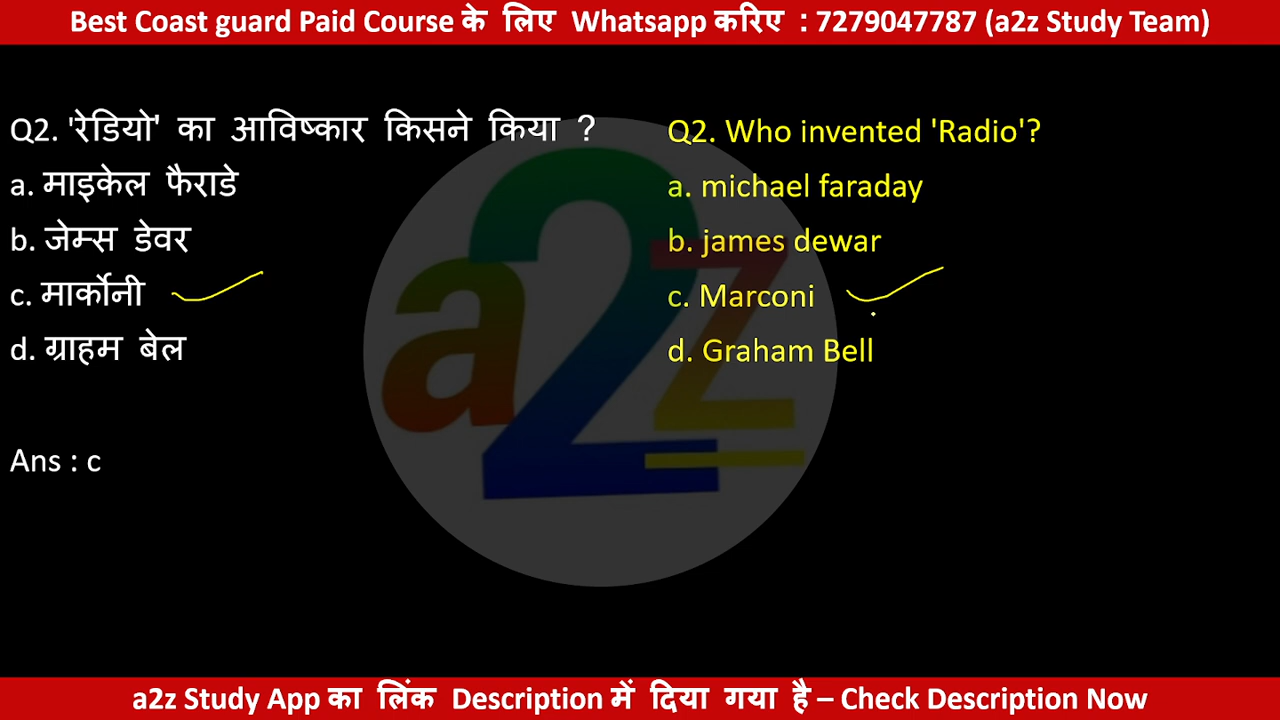 Best Coast guard Paid Course के लिए Whatsapp करिए : 7279047787 (a2z Study Team)
Q2. 'रेडियो' का आविष्कार किसने किया ?
a. माइकेल फैराडे
b. जेम्स डेवर
c. मार्कोनी
d. ग्राहम बेल
Ans : c
Q2. Who invented 'Radio'?
a. michael faraday
b. james dewar
c. Marconi
d. Graham Bell
a2z
a2z Study App का लिंक Description में दिया गया है – Check Description Now